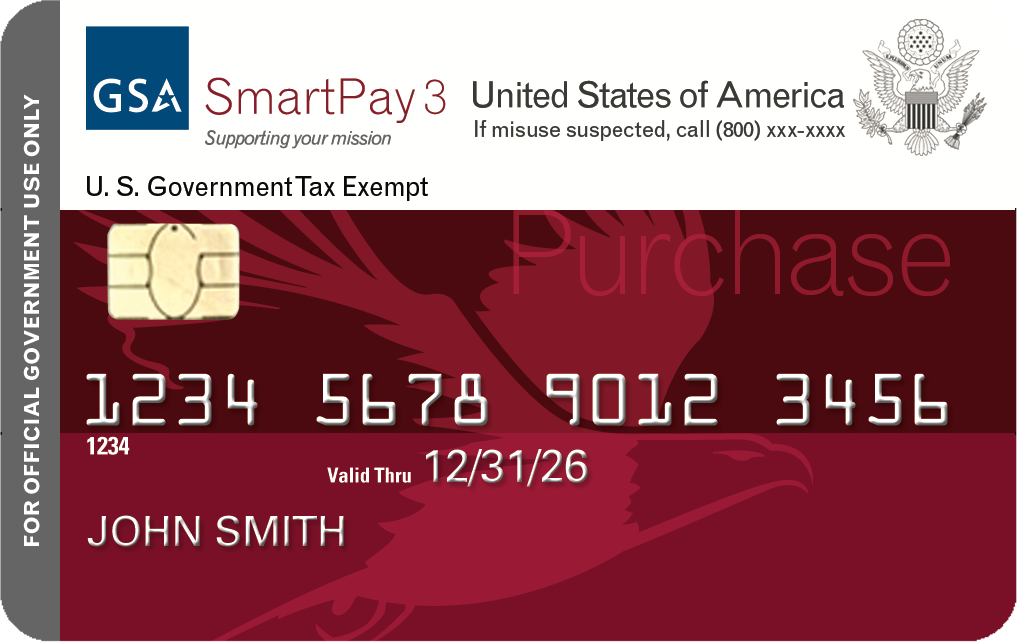 FOR OFFICIAL GOVERNMENT USE ONLY
GSA
SmartPay 3
Supporting your mission
United States of America
If misuse suspected, call (800) xxx-xxxx
U. S. Government Tax Exempt
Purchase
1234 5678 9012 3456
1234
Valid Thru 12/31/26
JOHN SMITH